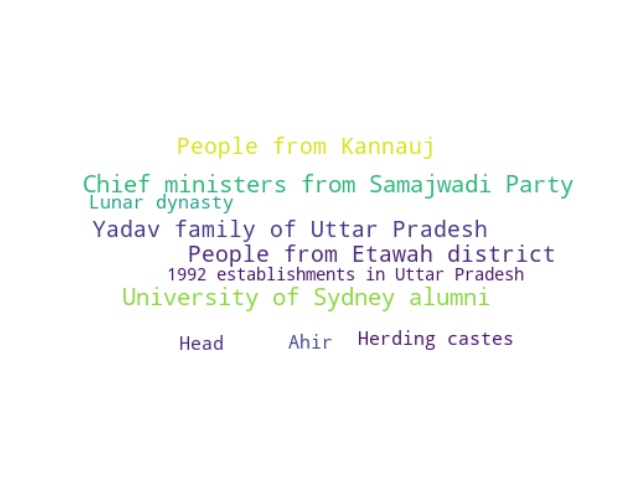 People from Kannauj
Chief ministers from Samajwadi Party
Lunar dynasty
Yadav family of Uttar Pradesh
People from Etawah district
1992 establishments in Uttar Pradesh
University of Sydney alumni
Head Ahir Herding castes